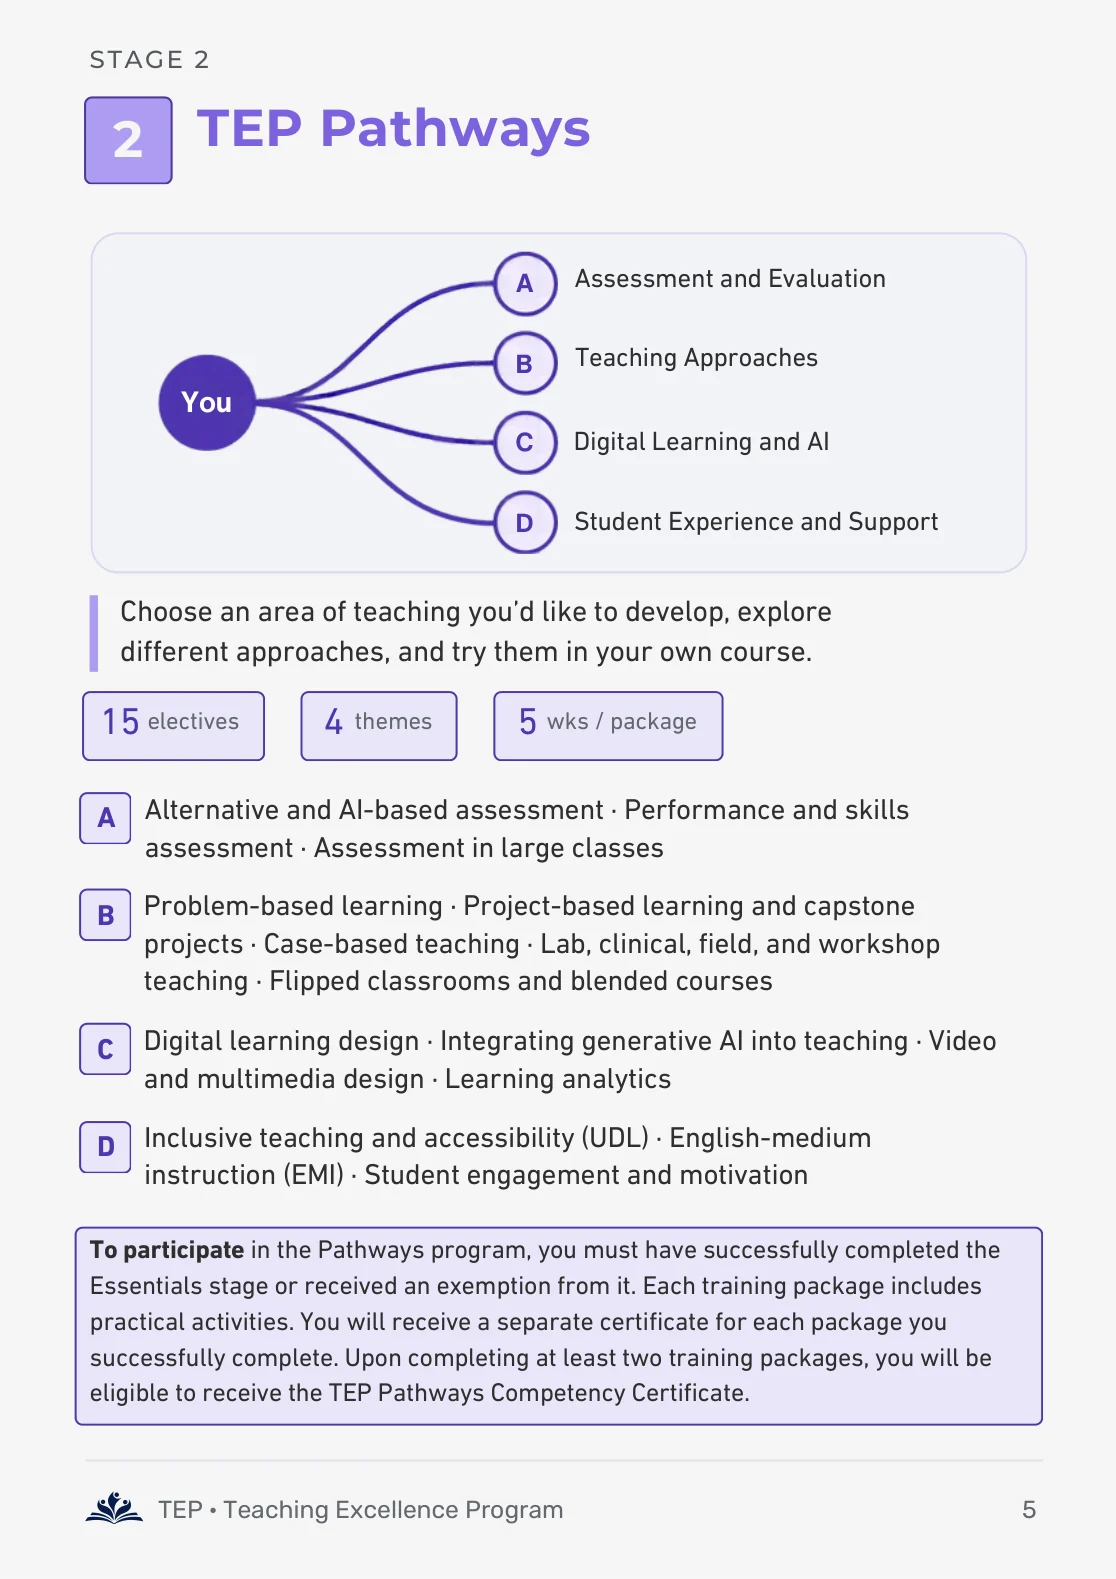 STAGE 2
2
TEP Pathways
You
A
Assessment and Evaluation
B
Teaching Approaches
C
Digital Learning and AI
D
Student Experience and Support
Choose an area of teaching you’d like to develop, explore
different approaches, and try them in your own course.
15 electives
4 themes
5 wks / package
A
Alternative and AI-based assessment · Performance and skills
assessment · Assessment in large classes
B
Problem-based learning · Project-based learning and capstone
projects · Case-based teaching · Lab, clinical, field, and workshop
teaching · Flipped classrooms and blended courses
C
Digital learning design · Integrating generative AI into teaching · Video
and multimedia design · Learning analytics
D
Inclusive teaching and accessibility (UDL) · English-medium
instruction (EMI) · Student engagement and motivation
To participate in the Pathways program, you must have successfully completed the
Essentials stage or received an exemption from it. Each training package includes
practical activities. You will receive a separate certificate for each package you
successfully complete. Upon completing at least two training packages, you will be
eligible to receive the TEP Pathways Competency Certificate.
TEP • Teaching Excellence Program
5